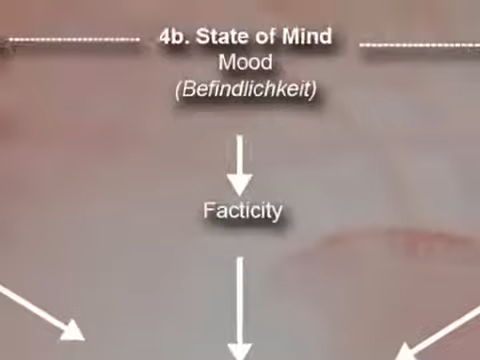 4b. State of Mind
Mood
(Befindlichkeit)
Facticity